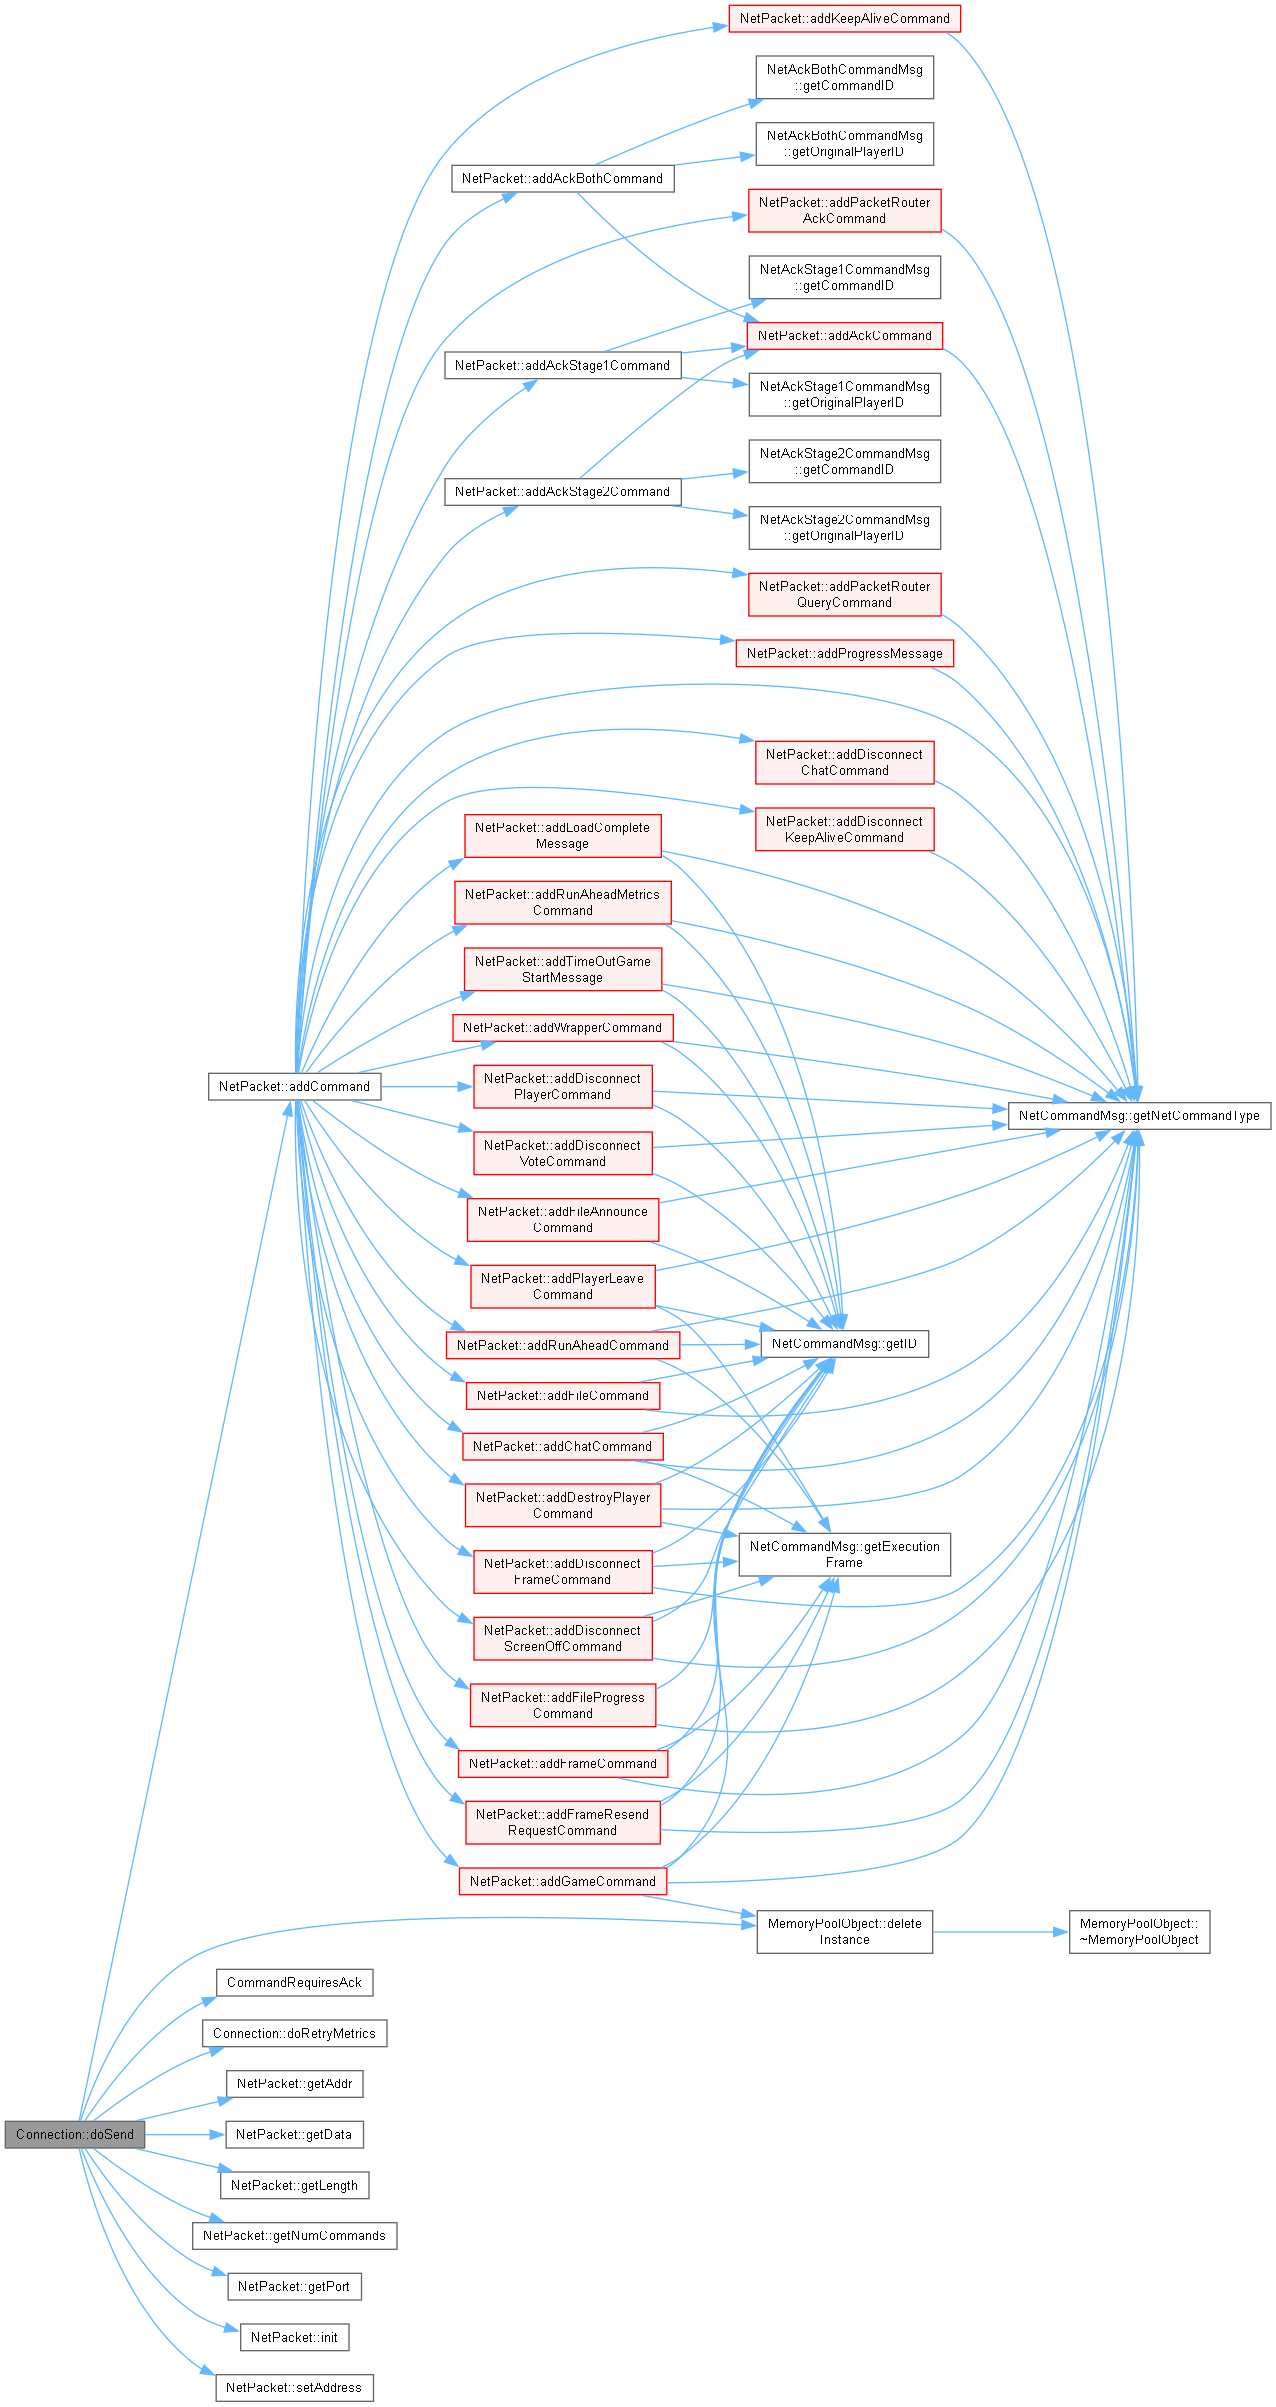 NetPacket::addKeepAliveCommand
NetAckBothCommandMsg
::getCommandID
NetAckBothCommandMsg
::getOriginalPlayerID
NetPacket::addAckBothCommand
NetPacket::addPacketRouter
AckCommand
NetAckStage1CommandMsg
::getCommandID
NetPacket::addAckCommand
NetPacket::addAckStage1Command
NetAckStage1CommandMsg
::getOriginalPlayerID
NetAckStage2CommandMsg
::getCommandID
NetPacket::addAckStage2Command
NetAckStage2CommandMsg
::getOriginalPlayerID
NetPacket::addPacketRouter
QueryCommand
NetPacket::addProgressMessage
NetPacket::addDisconnect
ChatCommand
NetPacket::addDisconnect
KeepAliveCommand
NetPacket::addLoadComplete
Message
NetPacket::addRunAheadMetrics
Command
NetPacket::addTimeOutGame
StartMessage
NetPacket::addWrapperCommand
NetPacket::addCommand
NetPacket::addDisconnect
PlayerCommand
NetCommandMsg::getNetCommandType
NetPacket::addDisconnect
VoteCommand
NetPacket::addFileAnnounce
Command
NetPacket::addPlayerLeave
Command
NetPacket::addRunAheadCommand
NetCommandMsg::getID
NetPacket::addFileCommand
NetPacket::addChatCommand
NetPacket::addDestroyPlayer
Command
NetCommandMsg::getExecution
Frame
NetPacket::addDisconnect
FrameCommand
NetPacket::addDisconnect
ScreenOffCommand
NetPacket::addFileProgress
Command
NetPacket::addFrameCommand
NetPacket::addFrameResend
RequestCommand
NetPacket::addGameCommand
MemoryPoolObject::delete
Instance
MemoryPoolObject::
~MemoryPoolObject
CommandRequiresAck
Connection::doRetryMetrics
NetPacket::getAddr
Connection::doSend
NetPacket::getData
NetPacket::getLength
NetPacket::getNumCommands
NetPacket::getPort
NetPacket::init
NetPacket::setAddress